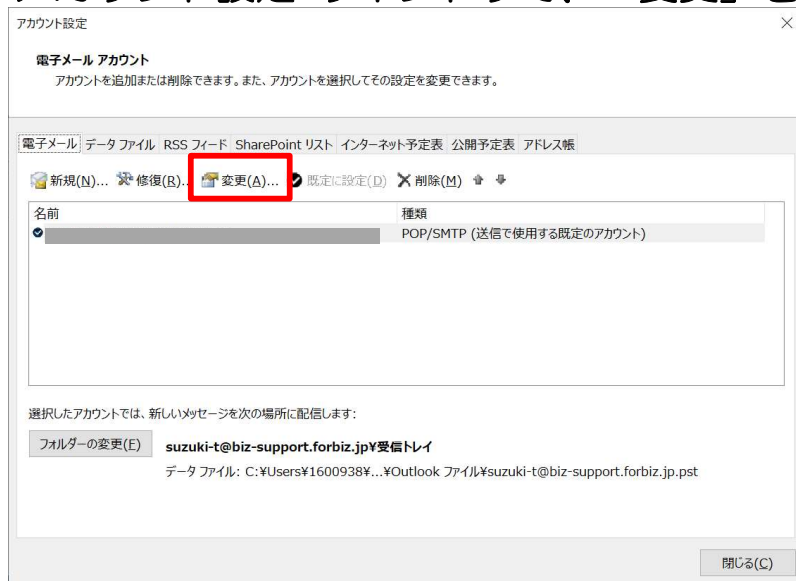 アカウント設定
電子メール アカウント
アカウントを追加または削除できます。また、アカウントを選択してその設定を変更できます。
電子メール データ ファイル RSS フィード SharePoint リスト インターネット予定表 公開予定表 アドレス帳
新規(N)... 修復(R)... 変更(A)... 既定に設定(D) 削除(M)
名前 種類
POP/SMTP (送信で使用する既定のアカウント)
選択したアカウントでは、新しいメッセージを次の場所に配信します:
フォルダーの変更(F) suzuki-t@biz-support.forbiz.jp¥受信トレイ
データ ファイル: C:¥Users¥1600938¥...¥Outlook ファイル¥suzuki-t@biz-support.forbiz.jp.pst
閉じる(C)